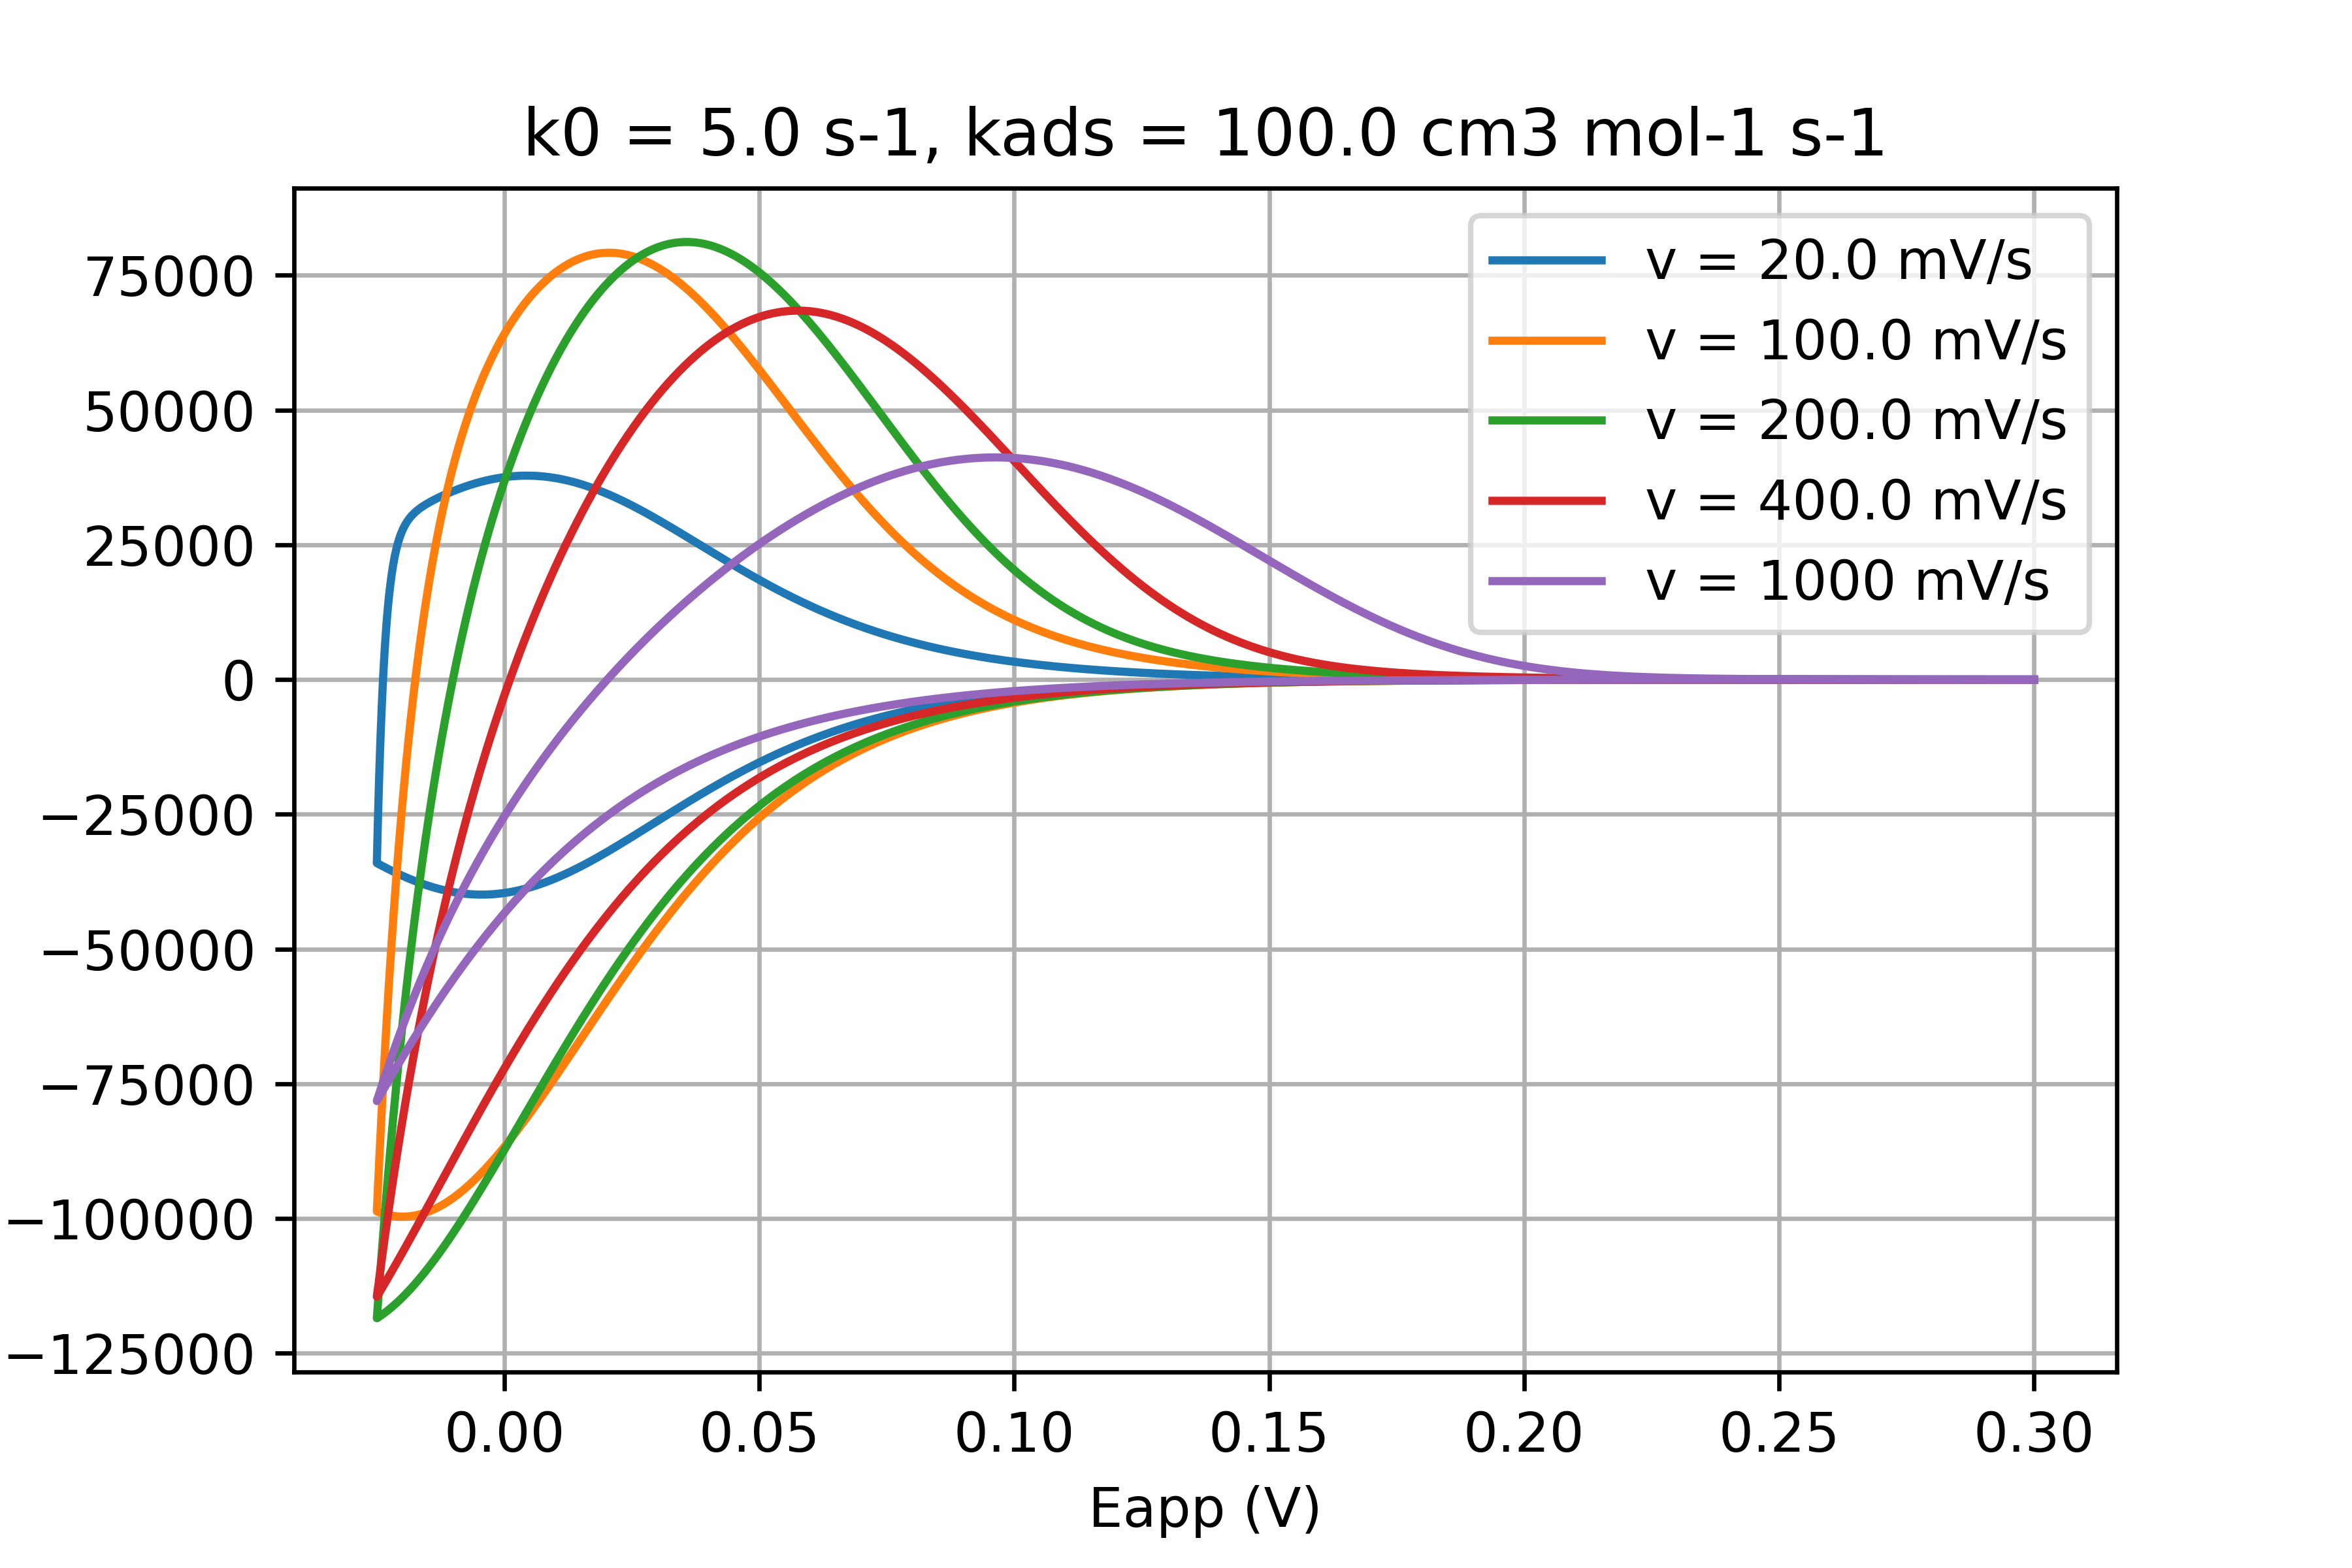 k0 = 5.0 s-1, kads = 100.0 cm3 mol-1 s-1
75000
50000
25000
0
−25000
−50000
−75000
−100000
−125000
v = 20.0 mV/s
v = 100.0 mV/s
v = 200.0 mV/s
v = 400.0 mV/s
v = 1000 mV/s
0.00 0.05 0.10 0.15 0.20 0.25 0.30
Eapp (V)